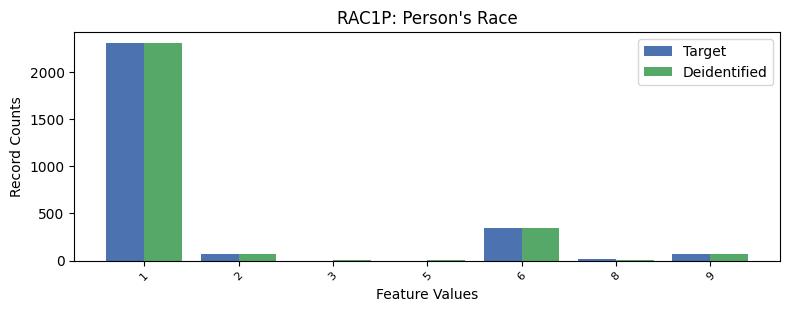 RAC1P: Person's Race
Target
Deidentified
Record Counts
2000
1500
1000
500
0
1 2 3 5 6 8 9
Feature Values